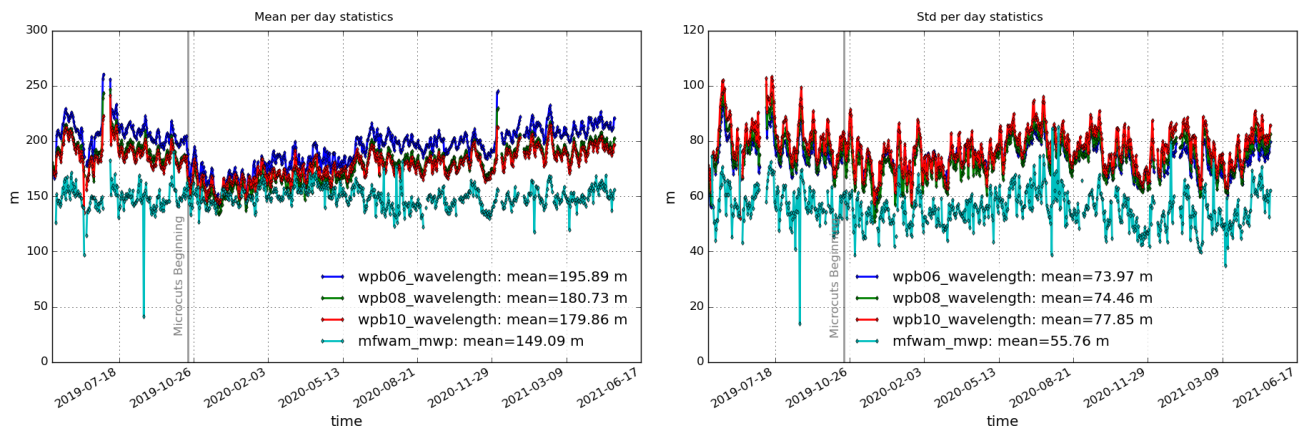 Mean per day statistics
300
250
200
150
100
50
0
m
Microcuts Beginning
wpb06_wavelength: mean=195.89 m
wpb08_wavelength: mean=180.73 m
wpb10_wavelength: mean=179.86 m
mfwam_mwp: mean=149.09 m
2019-07-18
2019-10-26
2020-02-03
2020-05-13
2020-08-21
2020-11-29
2021-03-09
2021-06-17
time
Std per day statistics
120
100
80
60
40
20
0
m
Microcuts Beginning
wpb06_wavelength: mean=73.97 m
wpb08_wavelength: mean=74.46 m
wpb10_wavelength: mean=77.85 m
mfwam_mwp: mean=55.76 m
2019-07-18
2019-10-26
2020-02-03
2020-05-13
2020-08-21
2020-11-29
2021-03-09
2021-06-17
time